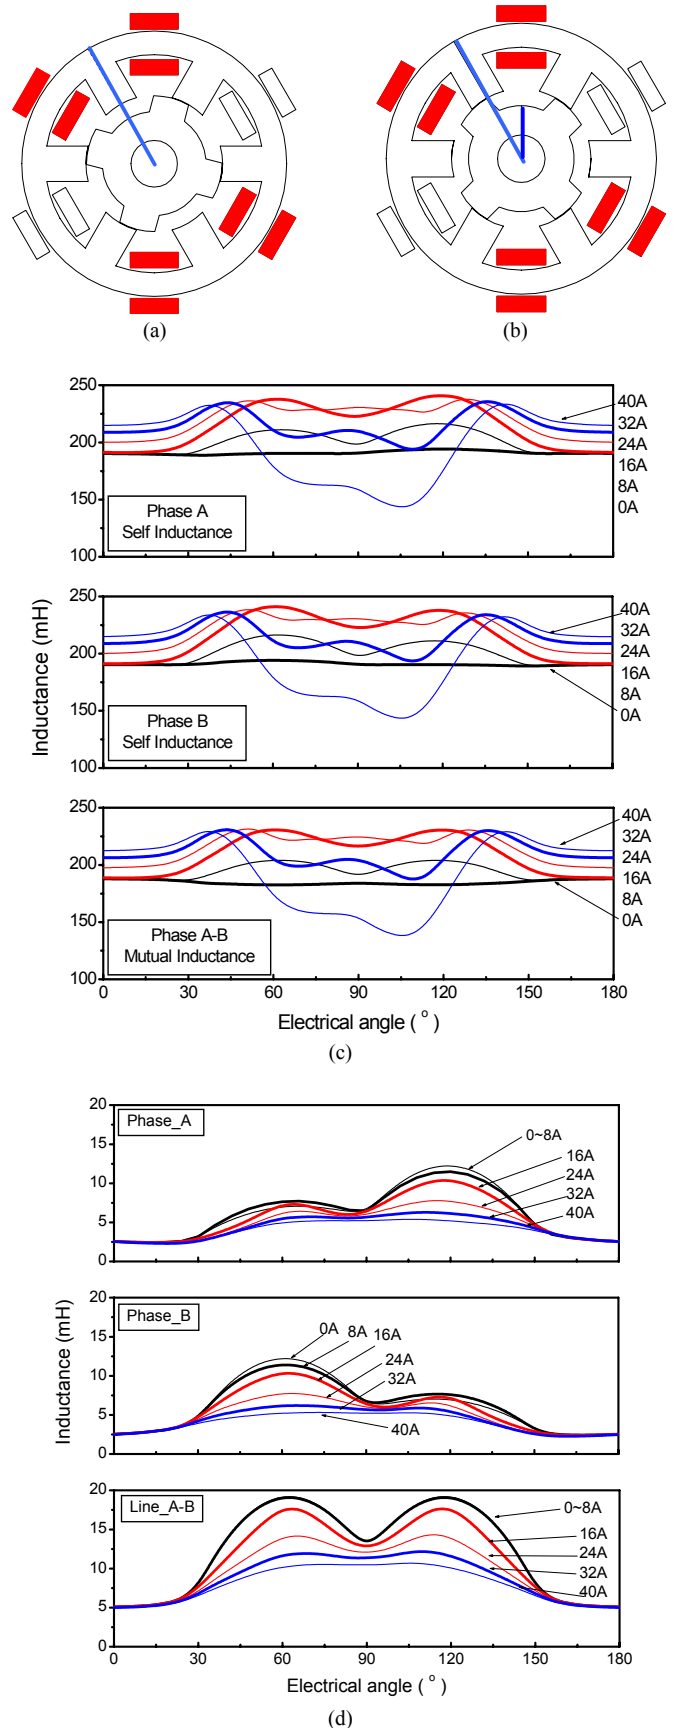 (a)
(b)
250
200
150
100
Phase A
Self Inductance
40A
32A
24A
16A
8A
0A
250
200
150
100
Phase B
Self Inductance
40A
32A
24A
16A
8A
0A
Inductance (mH)
250
200
150
100
Phase A-B
Mutual Inductance
40A
32A
24A
16A
8A
0A
0 30 60 90 120 150 180
Electrical angle ( ° )
(c)
20
15
10
5
0
Phase_A
0~8A
16A
24A
32A
40A
20
15
10
5
0
Phase_B
0A
8A
16A
24A
32A
40A
Inductance (mH)
20
15
10
5
0
Line_A-B
0~8A
16A
24A
32A
40A
0 30 60 90 120 150 180
Electrical angle ( ° )
(d)